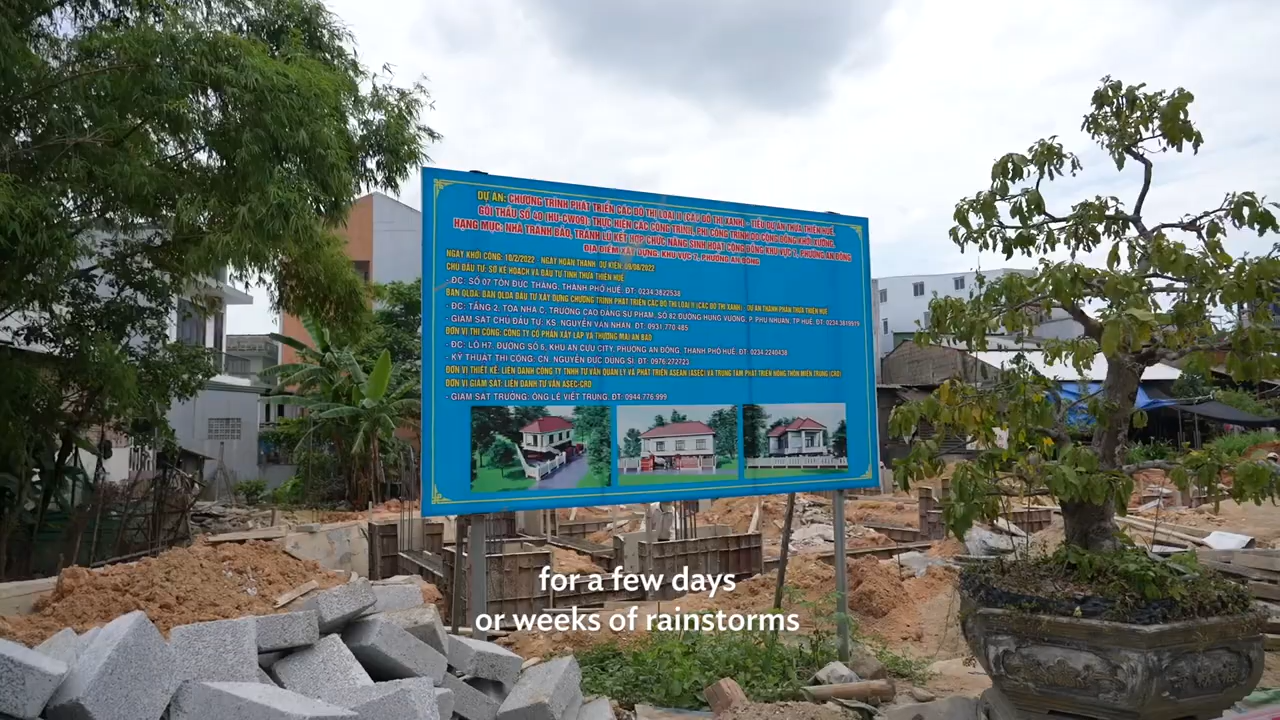 DỰ ÁN: CHƯƠNG TRÌNH PHÁT TRIỂN CÁC ĐÔ THỊ LOẠI II (CÁC ĐÔ THỊ XANH) - TIỂU DỰ ÁN THỪA THIÊN HUẾ.
GÓI THẦU SỐ 40 (HU-CW09): THỰC HIỆN CÁC CÔNG TRÌNH, PHI CÔNG TRÌNH DO CỘNG ĐỒNG KHỞI XƯỚNG.
HẠNG MỤC: NHÀ TRÁNH BÃO, TRÁNH LŨ KẾT HỢP CHỨC NĂNG SINH HOẠT CỘNG ĐỒNG KHU VỰC 7, PHƯỜNG AN ĐÔNG
ĐỊA ĐIỂM XÂY DỰNG: KHU VỰC 7, PHƯỜNG AN ĐÔNG
NGÀY KHỞI CÔNG: 10/2/2022 - NGÀY HOÀN THÀNH DỰ KIẾN: 09/08/2022
CHỦ ĐẦU TƯ: SỞ KẾ HOẠCH VÀ ĐẦU TƯ TỈNH THỪA THIÊN HUẾ
- ĐC: SỐ 07 TÔN ĐỨC THẮNG, THÀNH PHỐ HUẾ. ĐT: 0234.3822538
BAN QLDA: BAN QLDA ĐẦU TƯ XÂY DỰNG CHƯƠNG TRÌNH PHÁT TRIỂN CÁC ĐÔ THỊ LOẠI II (CÁC ĐÔ THỊ XANH) - DỰ ÁN THÀNH PHẦN THỪA THIÊN HUẾ
- ĐC: TẦNG 2, TÒA NHÀ C, TRƯỜNG CAO ĐẲNG SƯ PHẠM, SỐ 82 ĐƯỜNG HÙNG VƯƠNG, P. PHÚ NHUẬN, TP HUẾ, ĐT: 0234.3819979
- GIÁM SÁT CHỦ ĐẦU TƯ: KS. NGUYỄN VĂN NHÂN. ĐT: 0931.770.485
ĐƠN VỊ THI CÔNG: CÔNG TY CỔ PHẦN XÂY LẮP VÀ THƯƠNG MẠI AN BẢO
- ĐC: LÔ H7, ĐƯỜNG SỐ 6, KHU AN CỰU CITY, PHƯỜNG AN ĐÔNG, THÀNH PHỐ HUẾ. ĐT: 0234.2240438
- KỸ THUẬT THI CÔNG: CN. NGUYỄN ĐỨC DŨNG SĨ. ĐT: 0976.272723
ĐƠN VỊ THIẾT KẾ: LIÊN DANH CÔNG TY TNHH TƯ VẤN QUẢN LÝ VÀ PHÁT TRIỂN ASEAN (ASEC) VÀ TRUNG TÂM PHÁT TRIỂN NÔNG THÔN MIỀN TRUNG (CRD)
ĐƠN VỊ GIÁM SÁT: LIÊN DANH TƯ VẤN ASEC-CRD
- GIÁM SÁT TRƯỞNG: ÔNG LÊ VIẾT TRUNG. ĐT: 0944.776.999
for a few days
or weeks of rainstorms